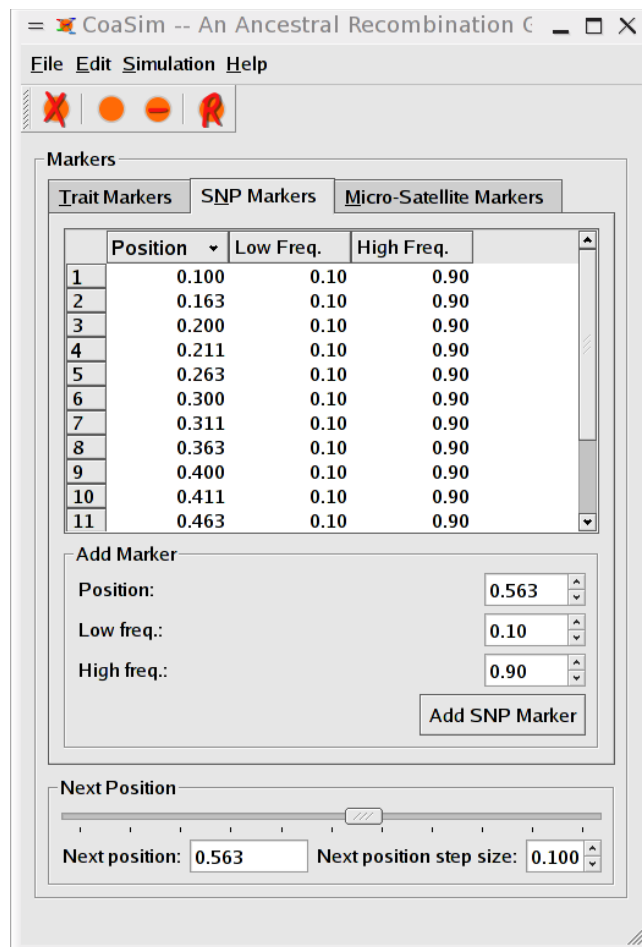 CoaSim -- An Ancestral Recombination G
File Edit Simulation Help
Markers
Trait Markers SNP Markers Micro-Satellite Markers
Position Low Freq. High Freq.
1 0.100 0.10 0.90
2 0.163 0.10 0.90
3 0.200 0.10 0.90
4 0.211 0.10 0.90
5 0.263 0.10 0.90
6 0.300 0.10 0.90
7 0.311 0.10 0.90
8 0.363 0.10 0.90
9 0.400 0.10 0.90
10 0.411 0.10 0.90
11 0.463 0.10 0.90
Add Marker
Position: 0.563
Low freq.: 0.10
High freq.: 0.90
Add SNP Marker
Next Position
Next position: 0.563 Next position step size: 0.100